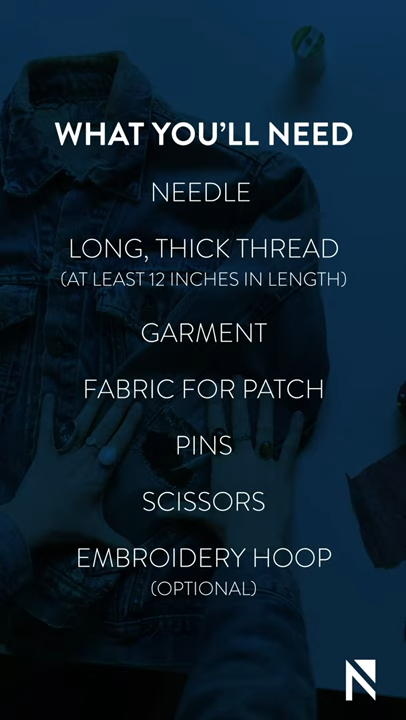 WHAT YOU'LL NEED
NEEDLE
LONG, THICK THREAD
(AT LEAST 12 INCHES IN LENGTH)
GARMENT
FABRIC FOR PATCH
PINS
SCISSORS
EMBROIDERY HOOP
(OPTIONAL)
N